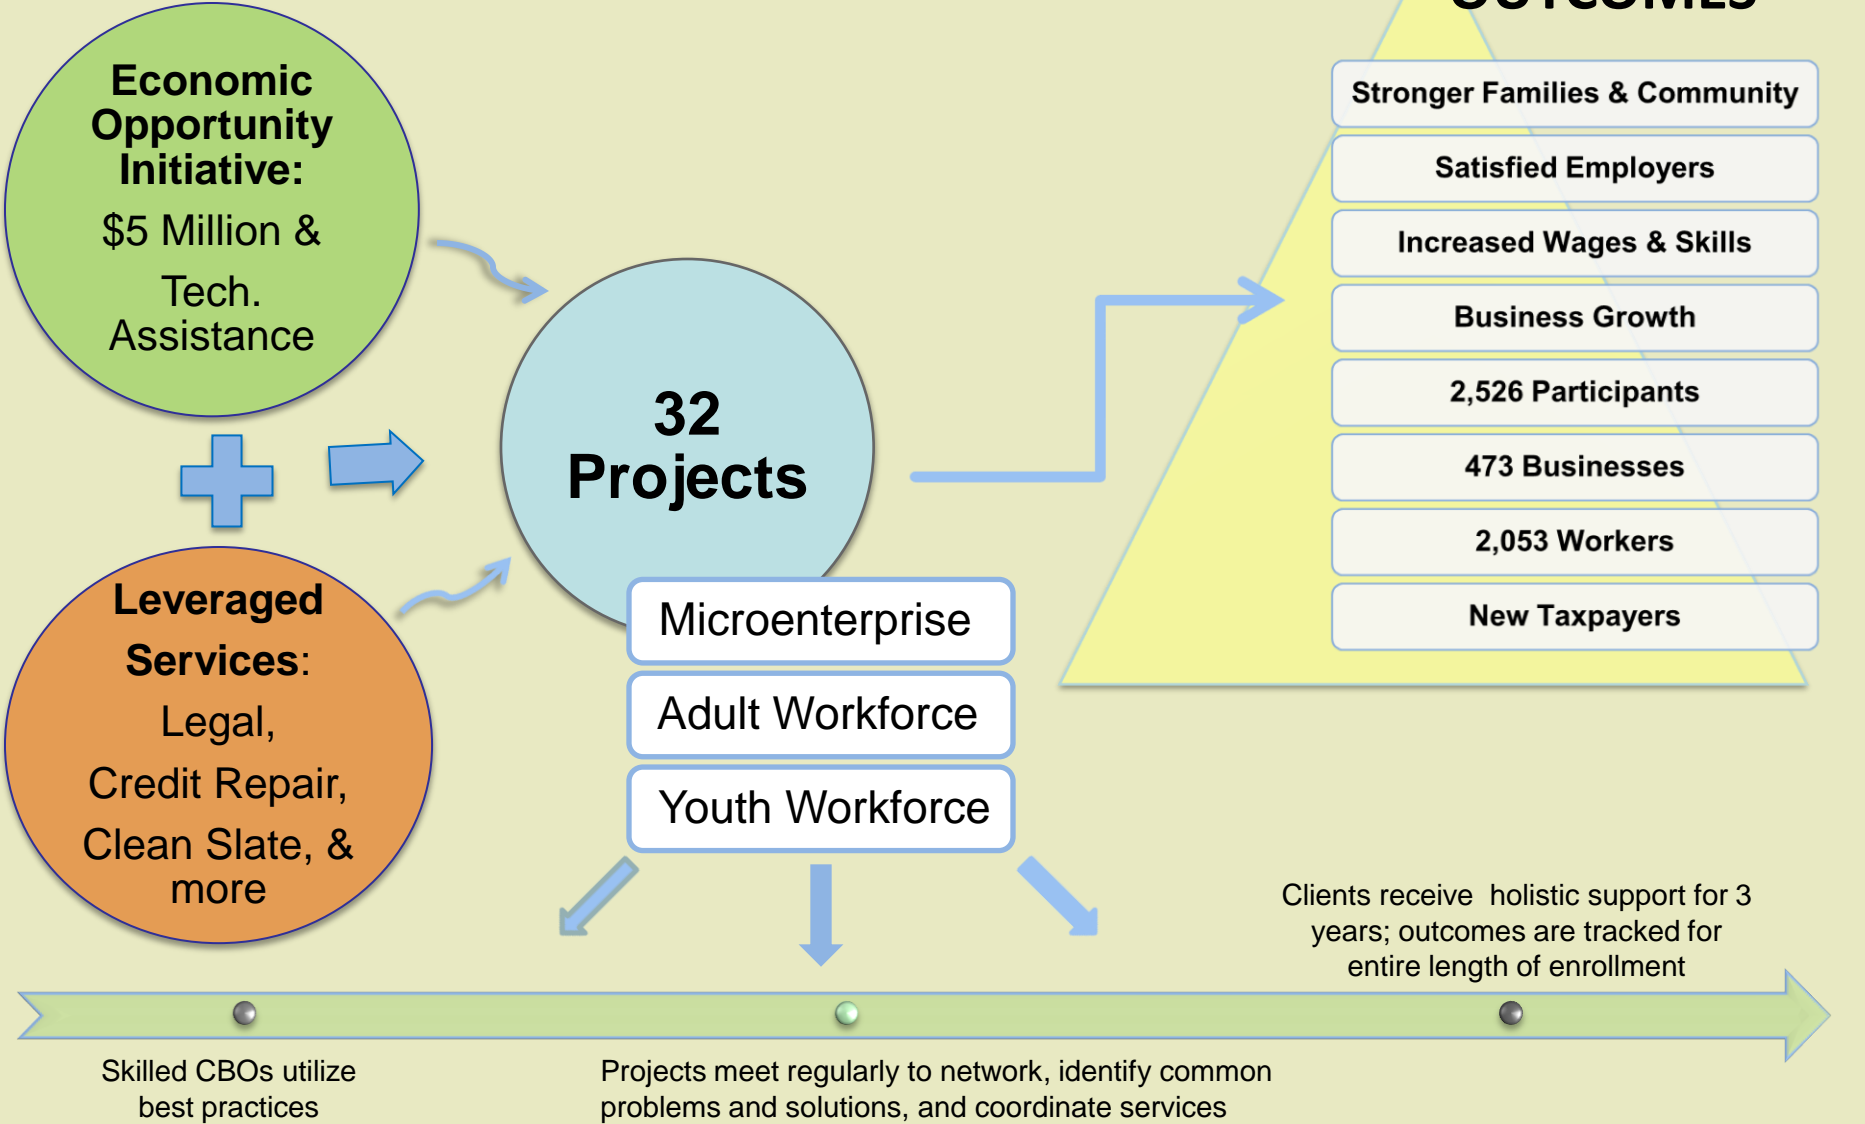 OUTCOMES
Economic
Opportunity
Initiative:
$5 Million &
Tech.
Assistance
Leveraged
Services:
Legal,
Credit Repair,
Clean Slate, &
more
32
Projects
Microenterprise
Adult Workforce
Youth Workforce
Stronger Families & Community
Satisfied Employers
Increased Wages & Skills
Business Growth
2,526 Participants
473 Businesses
2,053 Workers
New Taxpayers
Clients receive  holistic support for 3
years; outcomes are tracked for
entire length of enrollment
Skilled CBOs utilize
best practices
Projects meet regularly to network, identify common
problems and solutions, and coordinate services